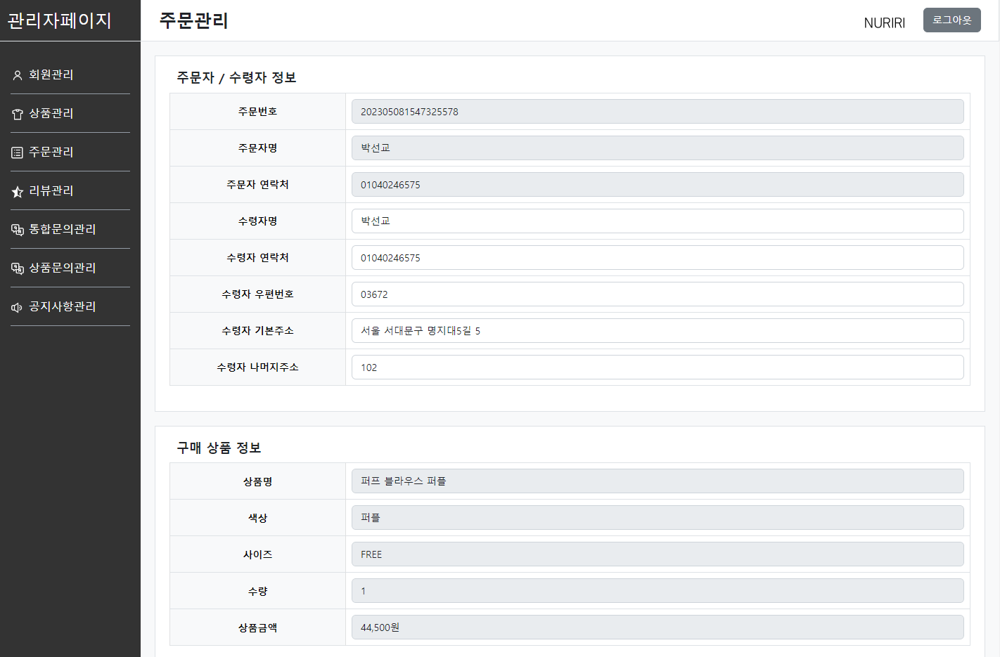 관리자페이지
주문관리
NURIRI
로그아웃
회원관리
상품관리
주문관리
리뷰관리
통합문의관리
상품문의관리
공지사항관리
주문자 / 수령자 정보
주문번호 202305081547325578
주문자명 박선교
주문자 연락처 01040246575
수령자명 박선교
수령자 연락처 01040246575
수령자 우편번호 03672
수령자 기본주소 서울 서대문구 명지대5길 5
수령자 나머지주소 102
구매 상품 정보
상품명 퍼프 블라우스 퍼플
색상 퍼플
사이즈 FREE
수량 1
상품금액 44,500원